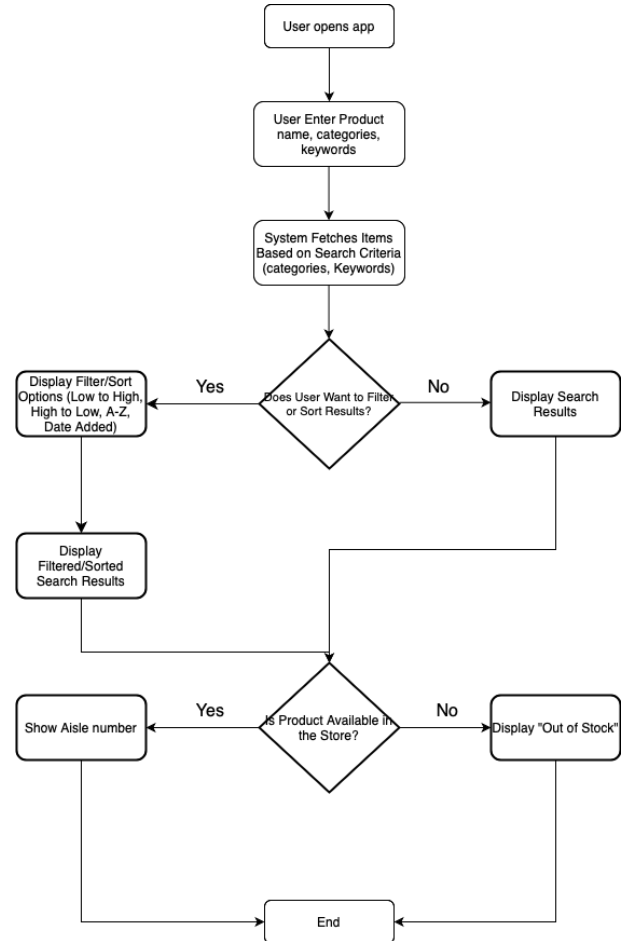 User opens app
User Enter Product
name, categories,
keywords
System Fetches Items
Based on Search Criteria
(categories, Keywords)
Display Filter/Sort
Options (Low to High,
High to Low, A-Z,
Date Added)
Yes
Does User Want to Filter
or Sort Results?
No
Display Search
Results
Display
Filtered/Sorted
Search Results
Show Aisle number
Yes
Is Product Available in
the Store?
No
Display "Out of Stock"
End